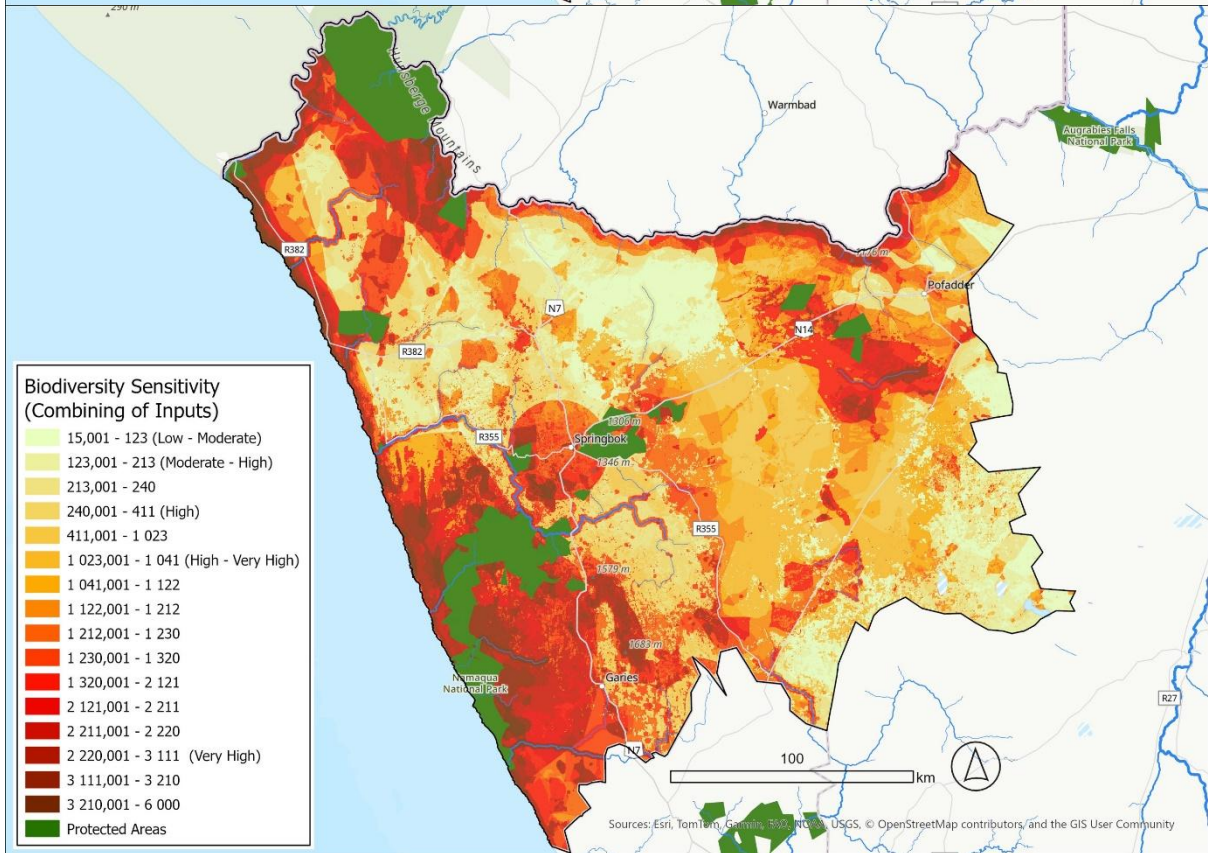 290 m
Huʻnsberge Mountains
Warmbad
Augrabies Falls
National Park
R382
1176 m
Pofadder
N7
N14
R382
1306 m
Springbok
R355
1346 m
R355
1579 m
1683 m
Namaqua
National Park
Garies
N7
R27
Biodiversity Sensitivity
(Combining of Inputs)
15,001 - 123 (Low - Moderate)
123,001 - 213 (Moderate - High)
213,001 - 240
240,001 - 411 (High)
411,001 - 1 023
1 023,001 - 1 041 (High - Very High)
1 041,001 - 1 122
1 122,001 - 1 212
1 212,001 - 1 230
1 230,001 - 1 320
1 320,001 - 2 121
2 121,001 - 2 211
2 211,001 - 2 220
2 220,001 - 3 111 (Very High)
3 111,001 - 3 210
3 210,001 - 6 000
Protected Areas
100
km
Sources: Esri, TomTom, Garmin, FAO, NOAA, USGS, © OpenStreetMap contributors, and the GIS User Community